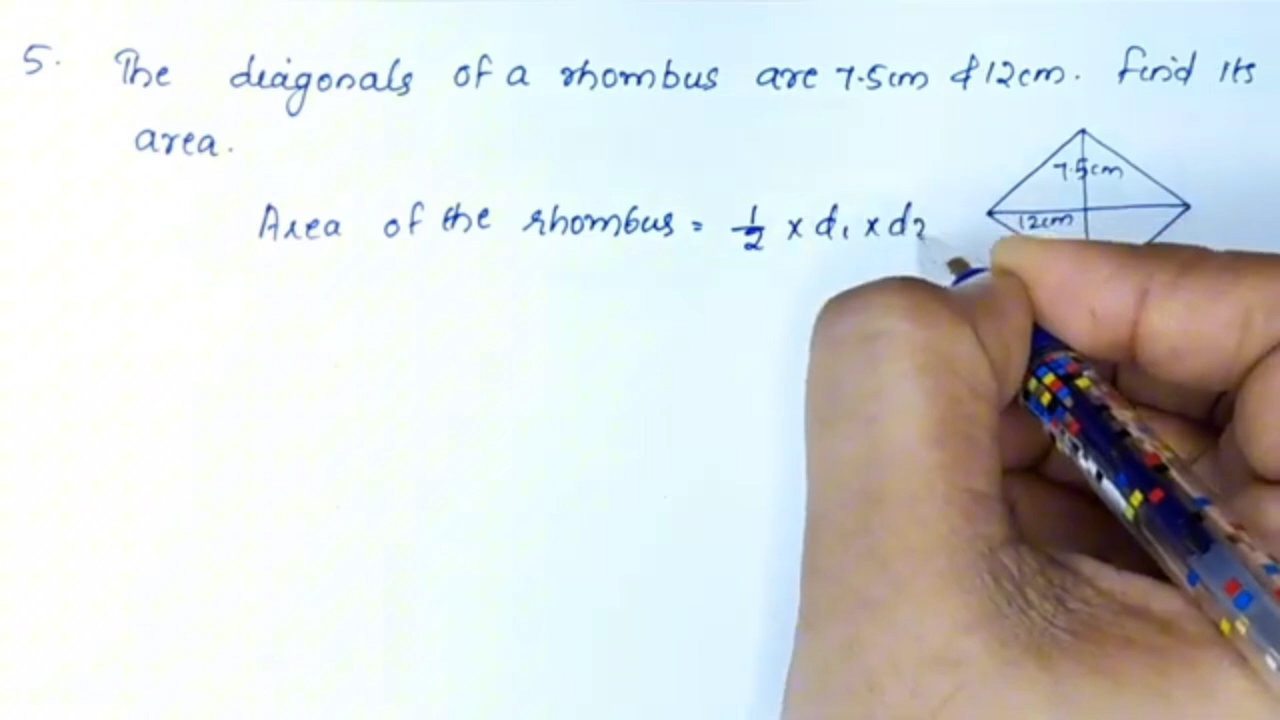 5. The diagonals of a rhombus are 7.5cm & 12cm. Find its
area.
7.5cm
Area of the rhombus = 1/2 x d1 x d2
12cm